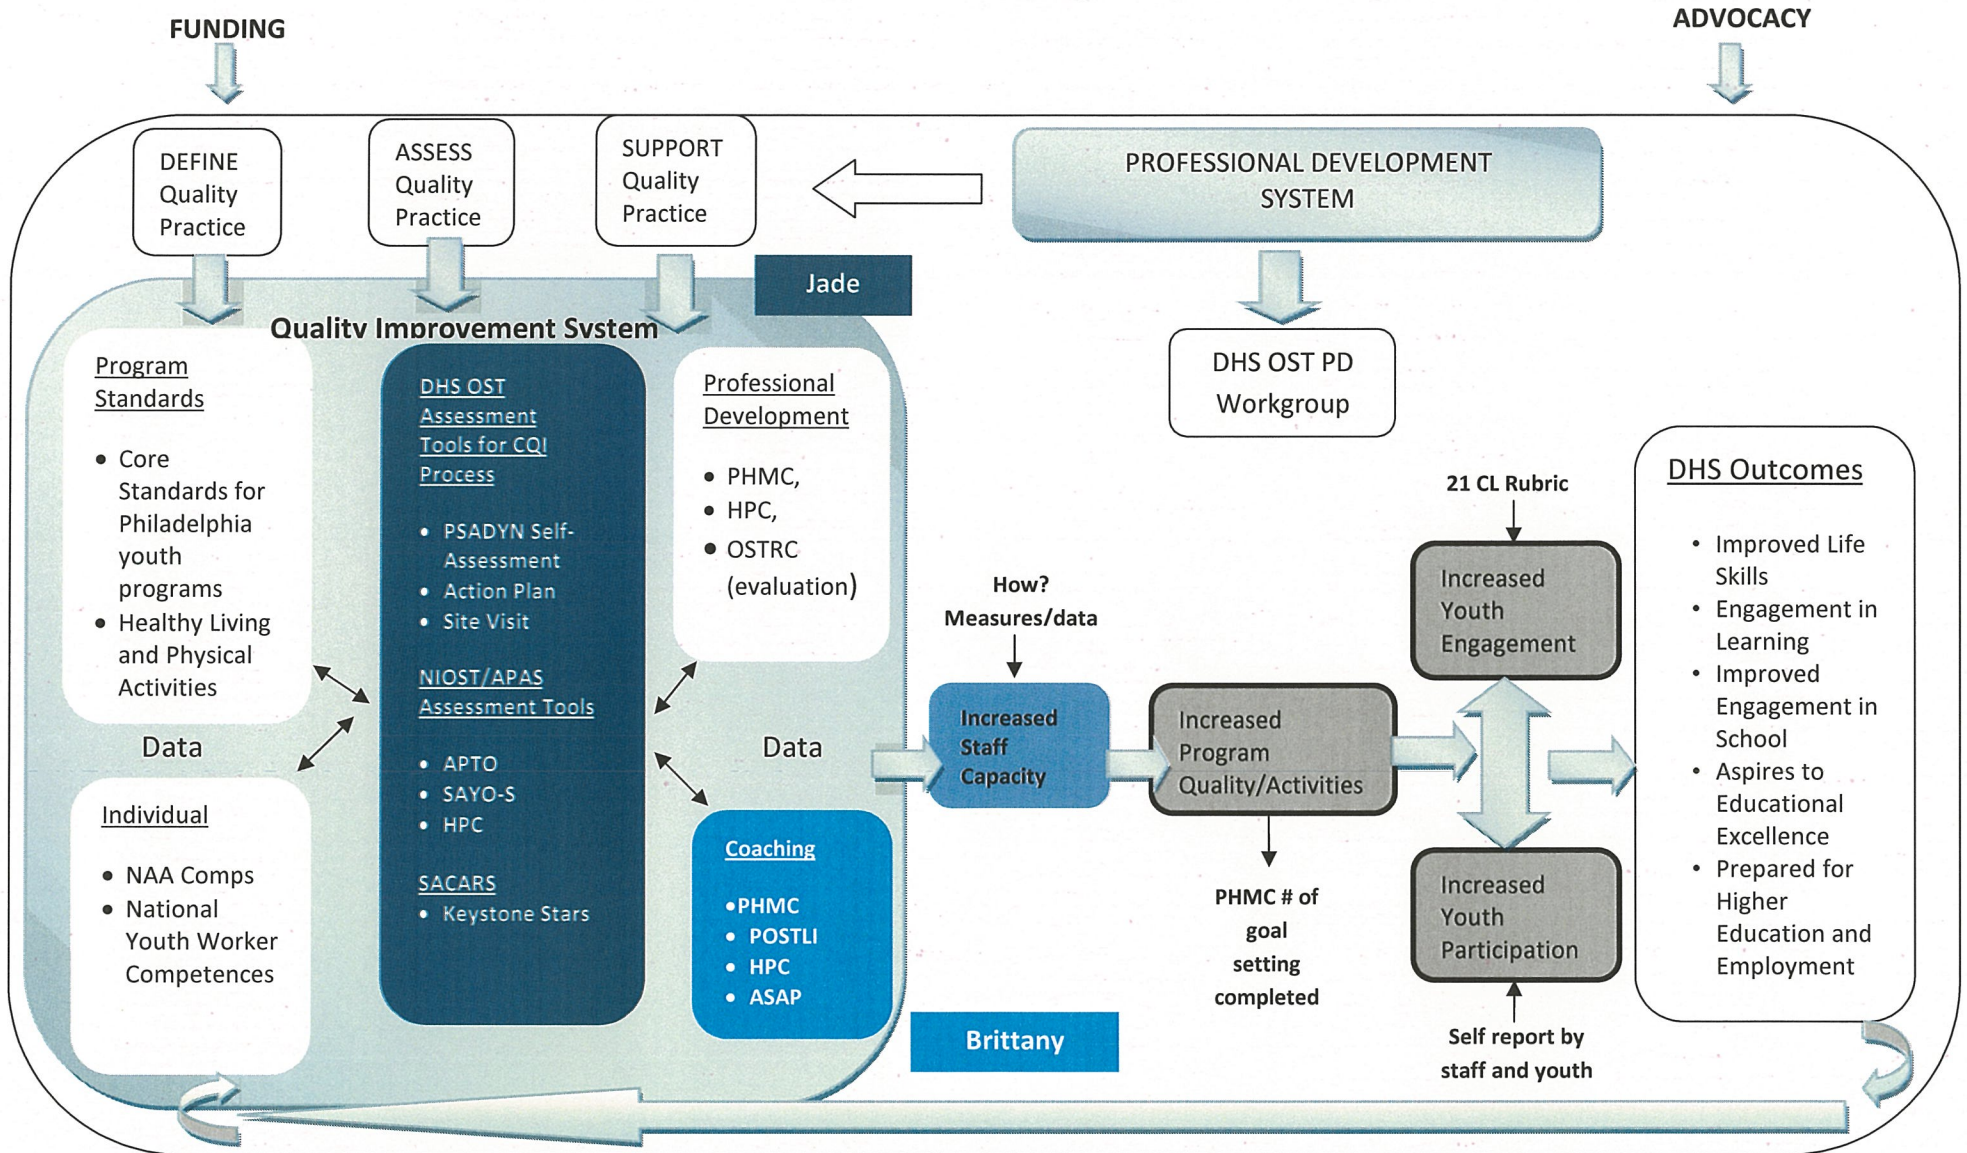 FUNDING
ADVOCACY
DEFINE
Quality
Practice
ASSESS
Quality
Practice
SUPPORT
Quality
Practice
PROFESSIONAL DEVELOPMENT
SYSTEM
Jade
DHS OST PD
Workgroup
Quality Improvement System
Program
Standards
• Core
Standards for
Philadelphia
youth
programs
• Healthy Living
and Physical
Activities
Data
Individual
• NAA Comps
• National
Youth Worker
Competences
DHS OST
Assessment
Tools for CQI
Process
• PSADYN Self-
Assessment
• Action Plan
• Site Visit
NIOST/APAS
Assessment Tools
• APTO
• SAYO-S
• HPC
SACARS
• Keystone Stars
Professional
Development
• PHMC,
• HPC,
• OSTRC
(evaluation)
Data
Coaching
•PHMC
• POSTLI
• HPC
• ASAP
Brittany
How?
Measures/data
Increased
Staff
Capacity
Increased
Program
Quality/Activities
PHMC # of
goal
setting
completed
21 CL Rubric
Increased
Youth
Engagement
Increased
Youth
Participation
Self report by
staff and youth
DHS Outcomes
• Improved Life
Skills
• Engagement in
Learning
• Improved
Engagement in
School
• Aspires to
Educational
Excellence
• Prepared for
Higher
Education and
Employment